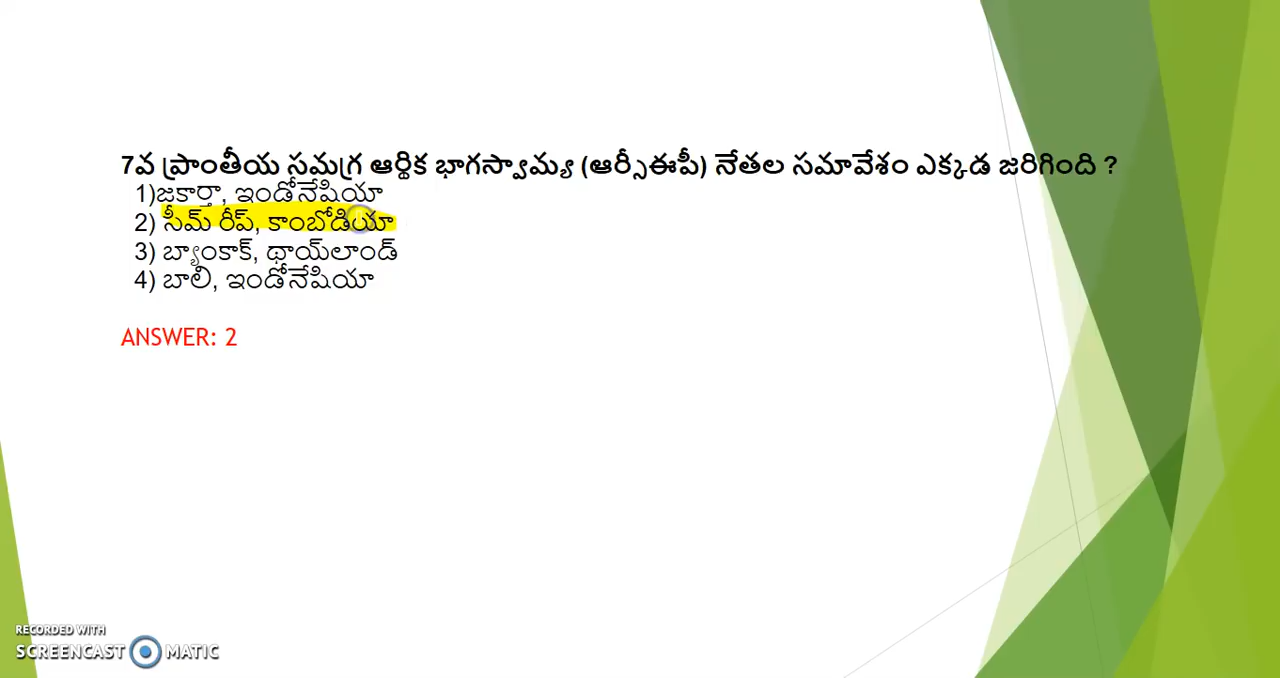 7వ ప్రాంతీయ సమగ్ర ఆర్థిక భాగస్వామ్య (ఆర్సీఈపీ) నేతల సమావేశం ఎక్కడ జరిగింది ?
1)జకార్తా, ఇండోనేషియా
2) సీమ్ రీప్, కాంబోడియా
3) బ్యాంకాక్, థాయ్‌లాండ్
4) బాలి, ఇండోనేషియా
ANSWER: 2
RECORDED WITH
SCREENCAST MATIC